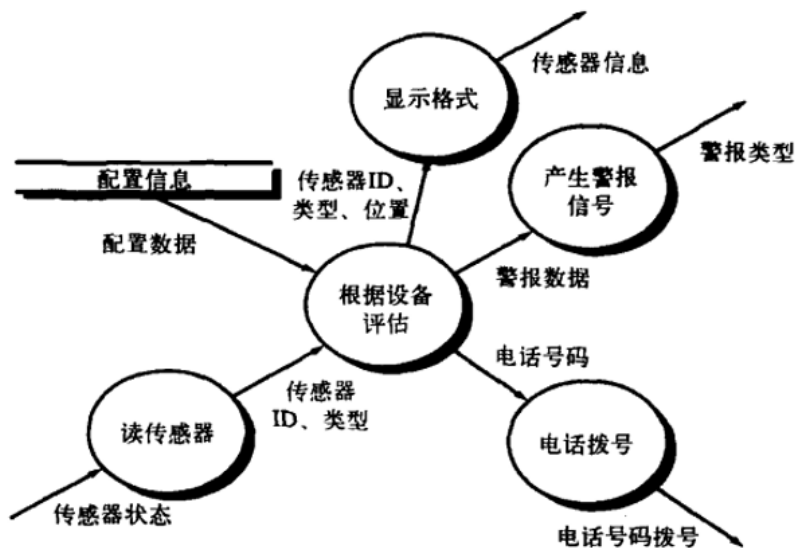 传感器信息
显示格式
警报类型
配置信息
传感器ID、
类型、位置
产生警报
信号
配置数据
警报数据
根据设备
评估
电话号码
传感器
ID、类型
读传感器
电话拨号
传感器状态
电话号码拨号